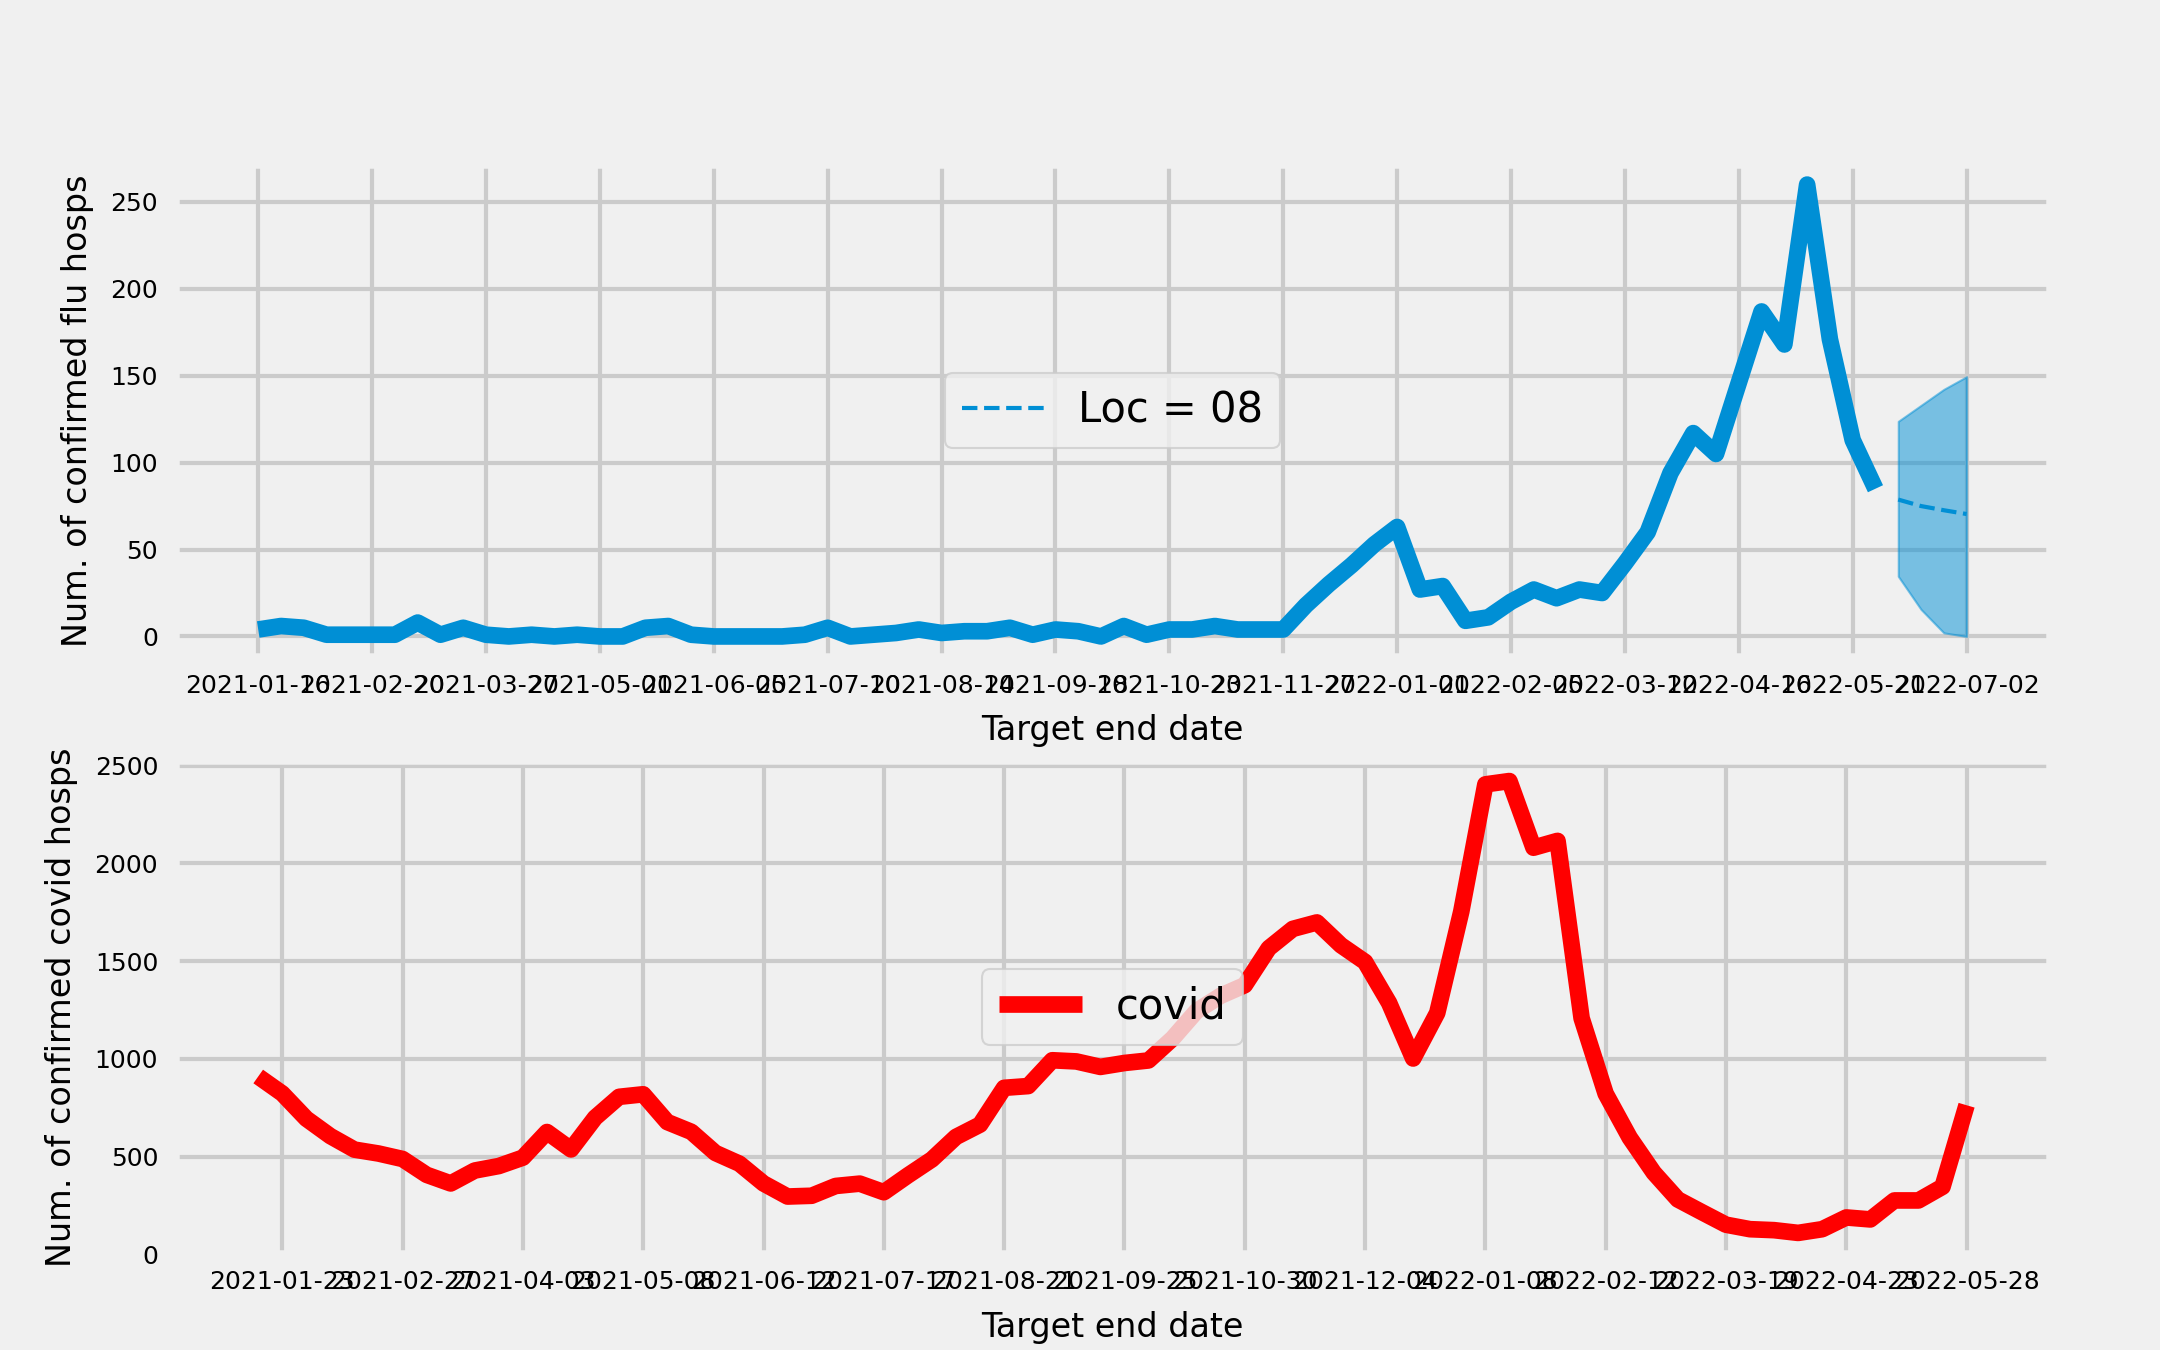 Num. of confirmed flu hosps
250
200
150
100
50
0
Loc = 08
2021-01-16 2021-02-20 2021-03-27 2021-05-01 2021-06-05 2021-07-10 2021-08-14 2021-09-18 2021-10-23 2021-11-27 2022-01-01 2022-02-05 2022-03-12 2022-04-16 2022-05-21 2022-07-02
Target end date
Num. of confirmed covid hosps
2500
2000
1500
1000
500
0
covid
2021-01-23 2021-02-27 2021-04-03 2021-05-08 2021-06-12 2021-07-17 2021-08-21 2021-09-25 2021-10-30 2021-12-04 2022-01-08 2022-02-12 2022-03-19 2022-04-23 2022-05-28
Target end date